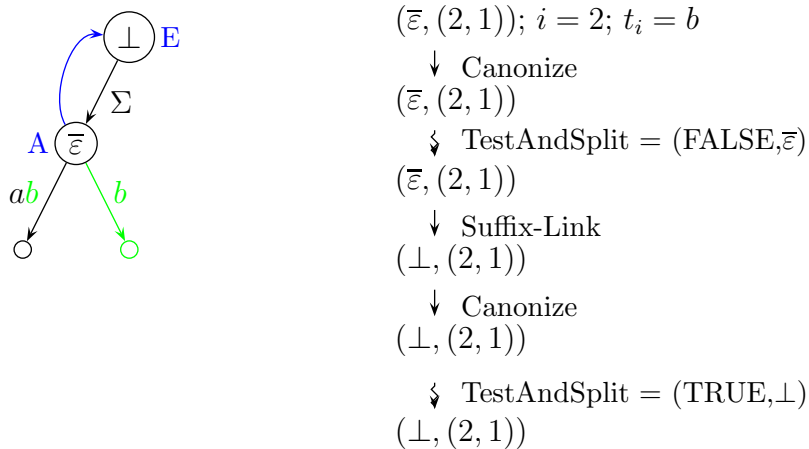 ⊥ E
Σ
A ε̅
ab b
(ε̅, (2, 1)); i = 2; tᵢ = b
Canonize
(ε̅, (2, 1))
TestAndSplit = (FALSE,ε̅)
(ε̅, (2, 1))
Suffix-Link
(⊥, (2, 1))
Canonize
(⊥, (2, 1))
TestAndSplit = (TRUE,⊥)
(⊥, (2, 1))